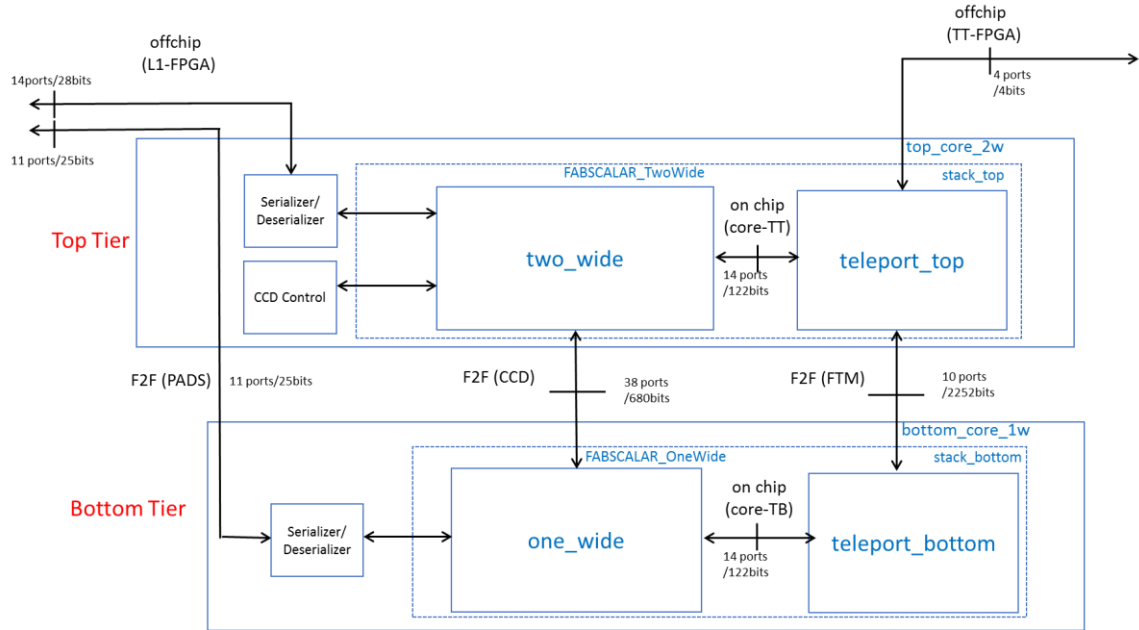 offchip
(TT-FPGA)
offchip
(L1-FPGA)
14ports/28bits
4 ports
/4bits
11 ports/25bits
top_core_2w
FABSCALAR_TwoWide
stack_top
Serializer/
Deserializer
on chip
(core-TT)
Top Tier
two_wide
teleport_top
14 ports
/122bits
CCD Control
F2F (PADS)
11 ports/25bits
F2F (CCD)
38 ports
/680bits
F2F (FTM)
10 ports
/2252bits
bottom_core_1w
FABSCALAR_OneWide
stack_bottom
on chip
(core-TB)
Bottom Tier
Serializer/
Deserializer
one_wide
teleport_bottom
14 ports
/122bits